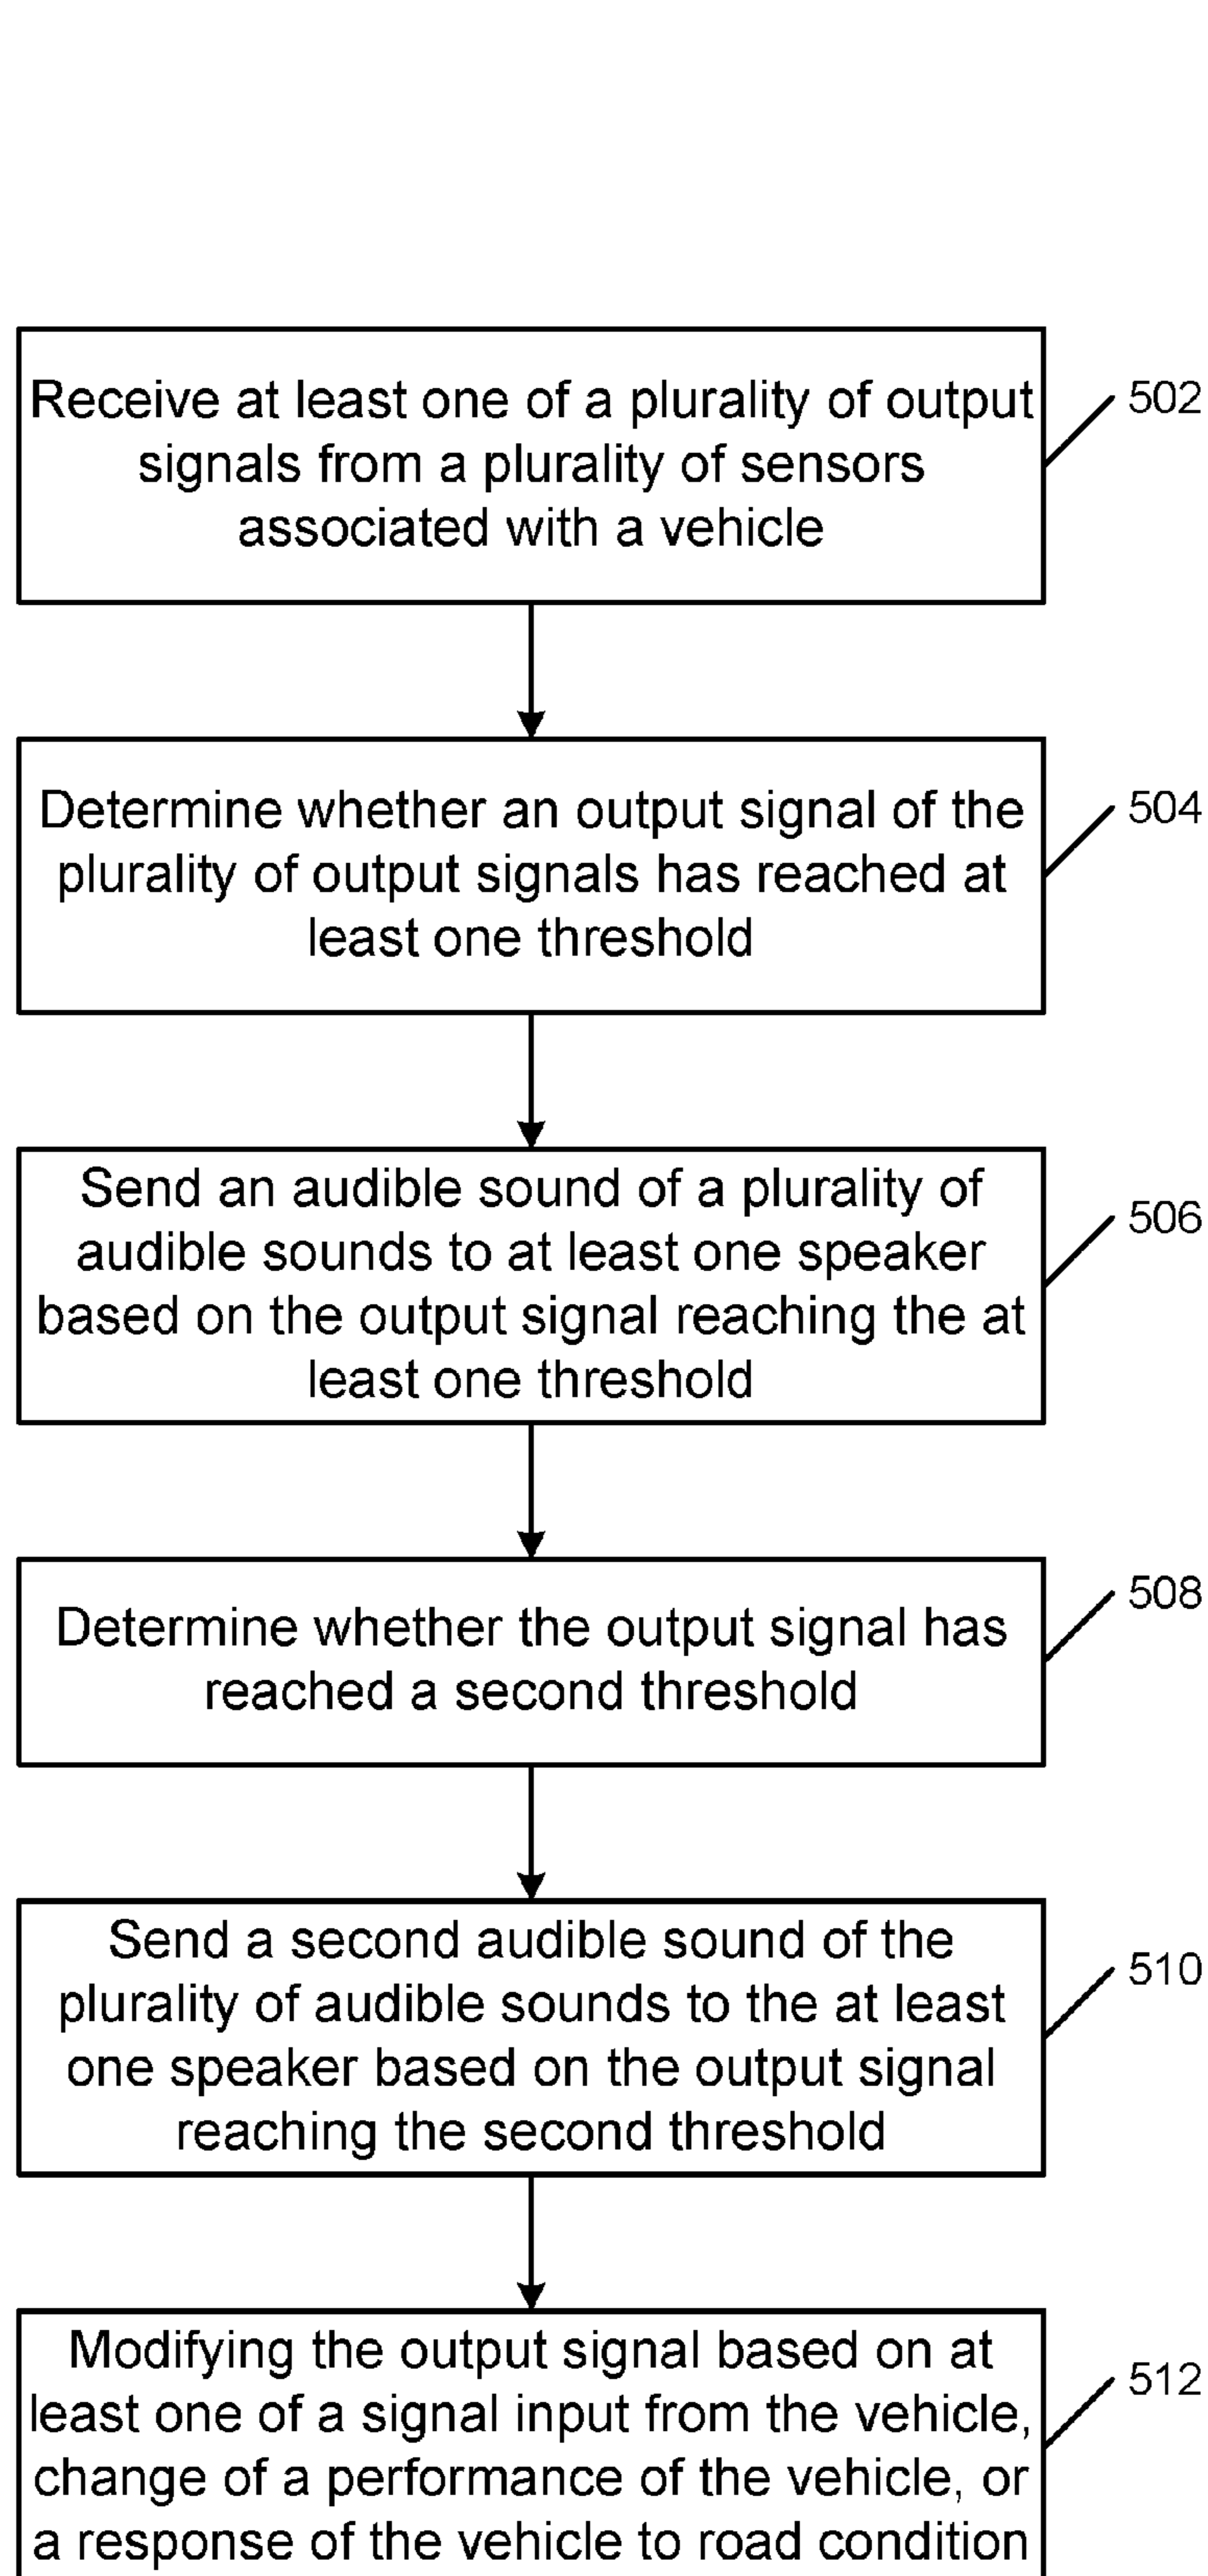 Receive at least one of a plurality of output
signals from a plurality of sensors
associated with a vehicle
502
Determine whether an output signal of the
plurality of output signals has reached at
least one threshold
504
Send an audible sound of a plurality of
audible sounds to at least one speaker
based on the output signal reaching the at
least one threshold
506
Determine whether the output signal has
reached a second threshold
508
Send a second audible sound of the
plurality of audible sounds to the at least
one speaker based on the output signal
reaching the second threshold
510
Modifying the output signal based on at
least one of a signal input from the vehicle,
change of a performance of the vehicle, or
a response of the vehicle to road condition
512